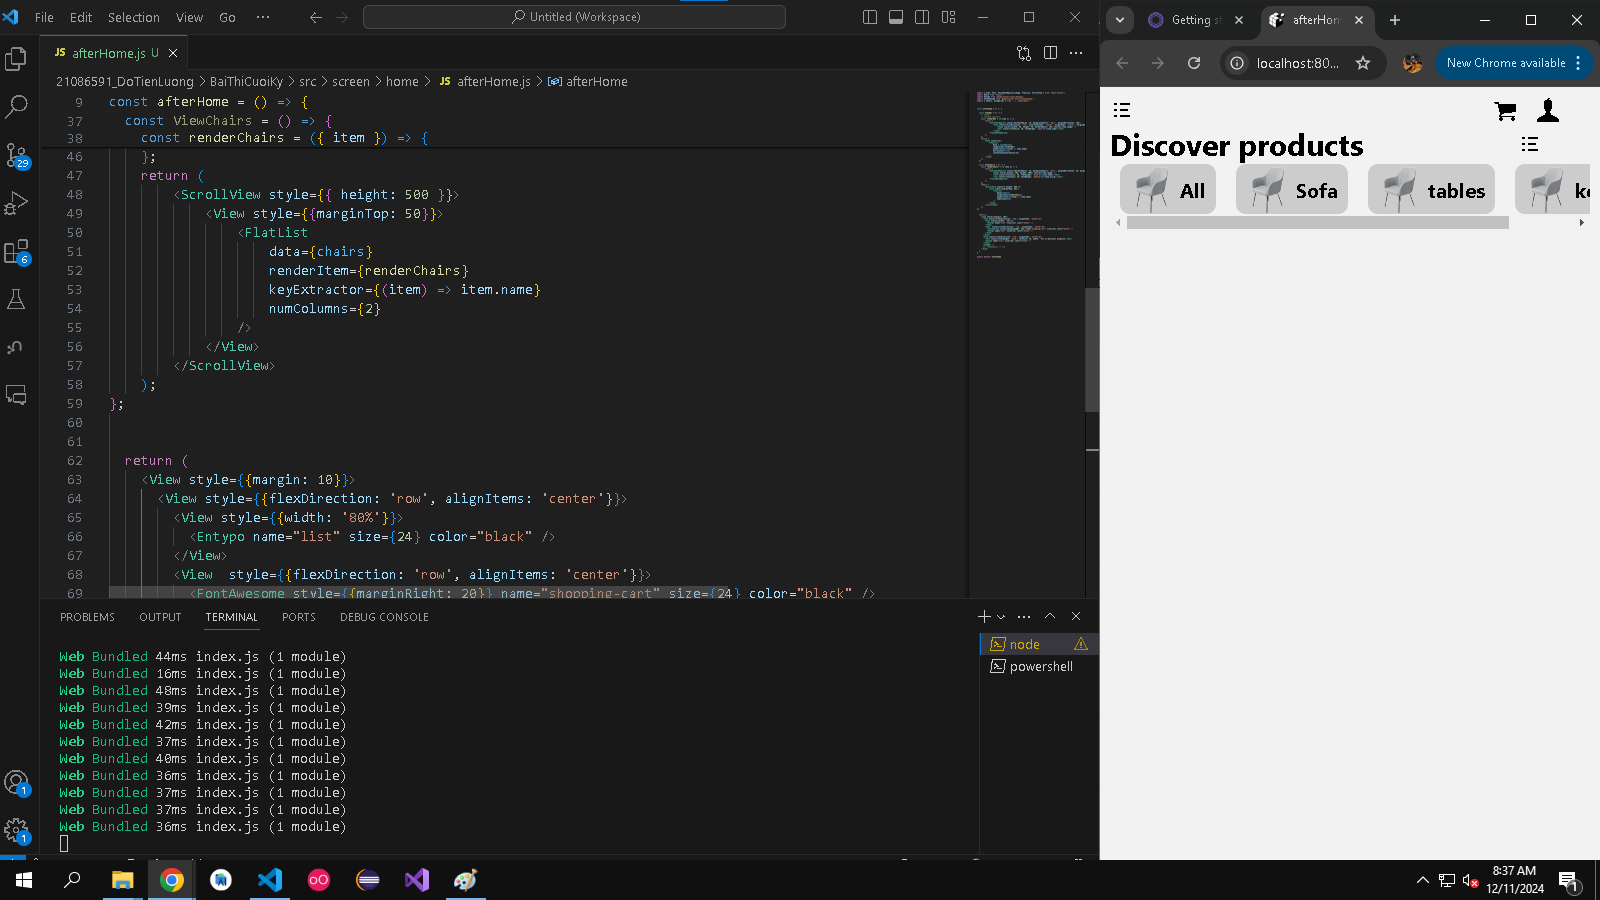 File Edit Selection View Go ··· Untitled (Workspace)
JS afterHome.js U
21086591_DoTienLuong > BaiThiCuoiKy > src > screen > home > JS afterHome.js > afterHome
9 const afterHome = () => {
37 const ViewChairs = () => {
38 const renderChairs = ({ item }) => {
46 };
47 return (
48 <ScrollView style={{ height: 500 }}>
49 <View style={{marginTop: 50}}>
50 <FlatList
51 data={chairs}
52 renderItem={renderChairs}
53 keyExtractor={(item) => item.name}
54 numColumns={2}
55 />
56 </View>
57 </ScrollView>
58 );
59 };
60
61
62 return (
63 <View style={{margin: 10}}>
64 <View style={{flexDirection: 'row', alignItems: 'center'}}>
65 <View style={{width: '80%'}}>
66 <Entypo name="list" size={24} color="black" />
67 </View>
68 <View style={{flexDirection: 'row', alignItems: 'center'}}>
69 <FontAwesome style={{marginRight: 20}} name="shopping-cart" size={24} color="black" />
PROBLEMS OUTPUT TERMINAL PORTS DEBUG CONSOLE
Web Bundled 44ms index.js (1 module)
Web Bundled 16ms index.js (1 module)
Web Bundled 48ms index.js (1 module)
Web Bundled 39ms index.js (1 module)
Web Bundled 42ms index.js (1 module)
Web Bundled 37ms index.js (1 module)
Web Bundled 40ms index.js (1 module)
Web Bundled 36ms index.js (1 module)
Web Bundled 37ms index.js (1 module)
Web Bundled 37ms index.js (1 module)
Web Bundled 36ms index.js (1 module)
node
powershell
29
6
1
1
Getting st afterHom
localhost:80... New Chrome available
Discover products
All Sofa tables ke
8:37 AM
12/11/2024
1